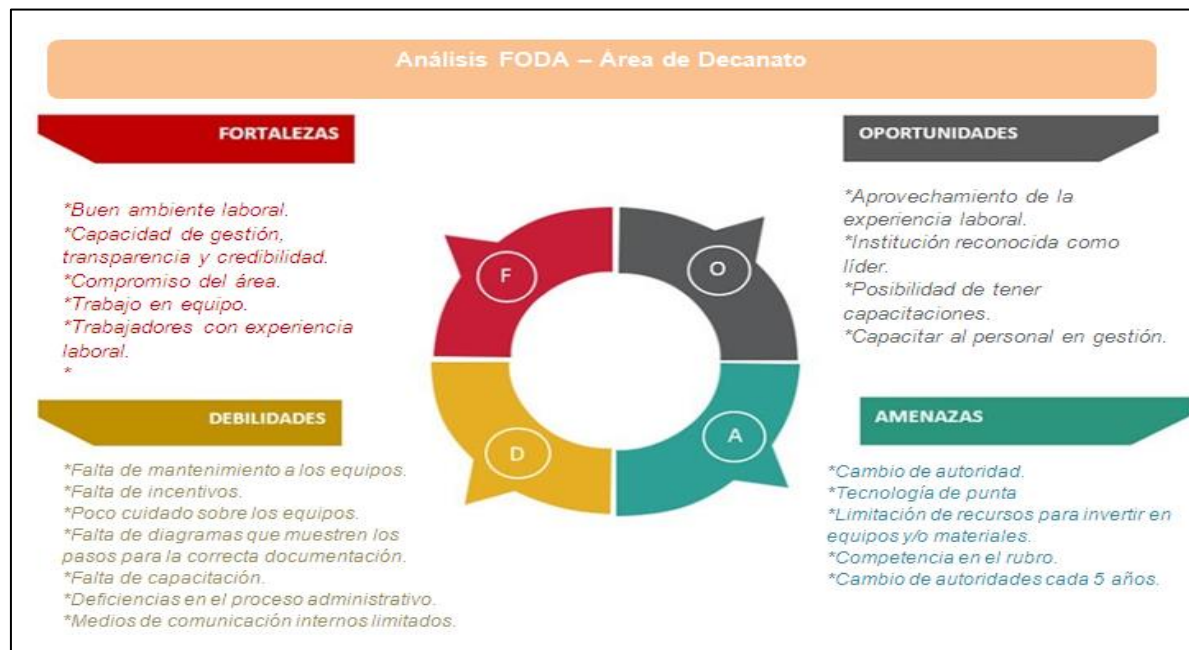 Análisis FODA – Área de Decanato
FORTALEZAS
*Buen ambiente laboral.
*Capacidad de gestión,
transparencia y credibilidad.
*Compromiso del área.
*Trabajo en equipo.
*Trabajadores con experiencia
laboral.
*
OPORTUNIDADES
*Aprovechamiento de la
experiencia laboral.
*Institución reconocida como
líder.
*Posibilidad de tener
capacitaciones.
*Capacitar al personal en gestión.
F
O
D
A
DEBILIDADES
*Falta de mantenimiento a los equipos.
*Falta de incentivos.
*Poco cuidado sobre los equipos.
*Falta de diagramas que muestren los
pasos para la correcta documentación.
*Falta de capacitación.
*Deficiencias en el proceso administrativo.
*Medios de comunicación internos limitados.
AMENAZAS
*Cambio de autoridad.
*Tecnología de punta
*Limitación de recursos para invertir en
equipos y/o materiales.
*Competencia en el rubro.
*Cambio de autoridades cada 5 años.